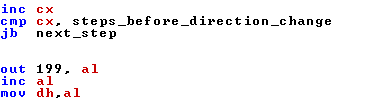 inc cx
cmp cx, steps_before_direction_change
jb next_step
out 199, al
inc al
mov dh,al